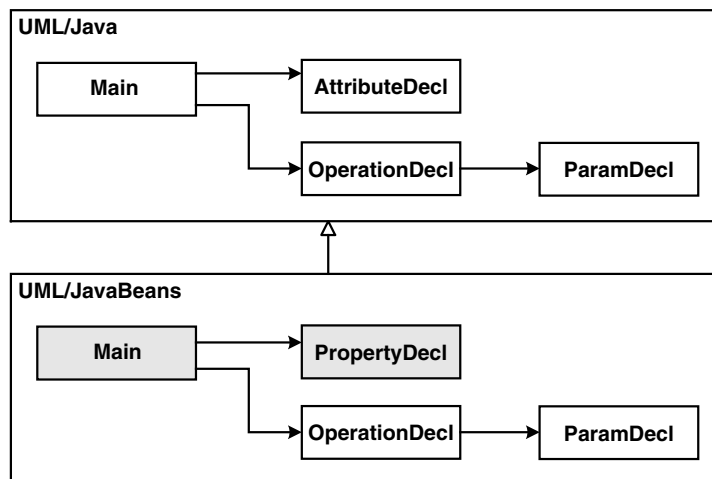 UML/Java
Main
AttributeDecl
OperationDecl
ParamDecl
UML/JavaBeans
Main
PropertyDecl
OperationDecl
ParamDecl